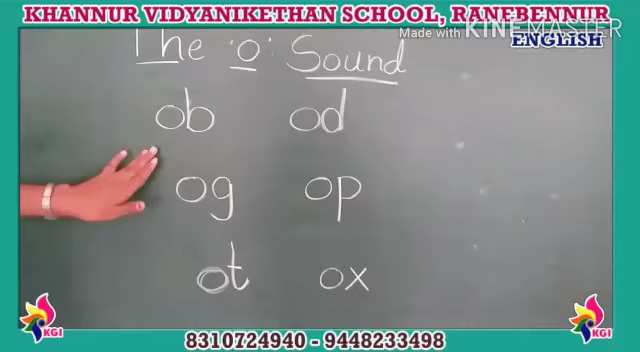 KHANNUR VIDYANIKETHAN SCHOOL, RANEBENNUR
Made with KINEMASTER
ENGLISH
The 'o' Sound
ob od
og op
ot ox
KGI KGI
8310724940 - 9448233498